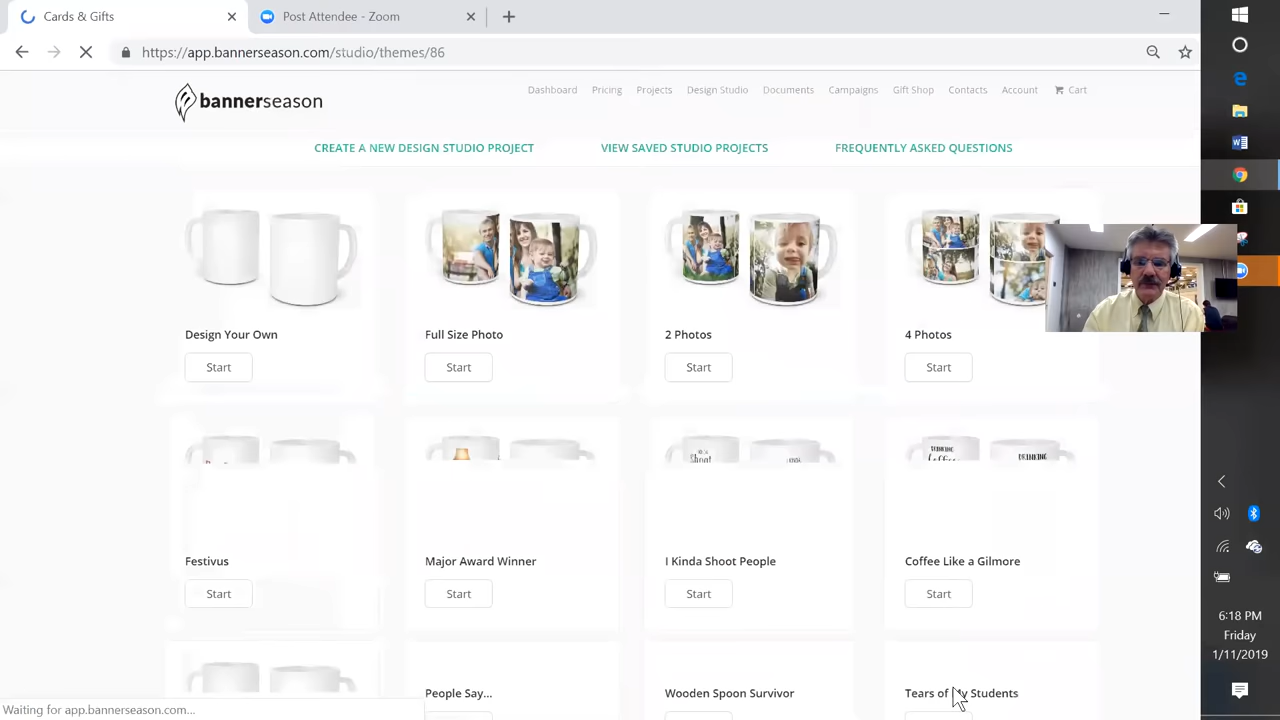 Cards & Gifts
Post Attendee - Zoom
https://app.bannerseason.com/studio/themes/86
bannerseason
Dashboard Pricing Projects Design Studio Documents Campaigns Gift Shop Contacts Account Cart
CREATE A NEW DESIGN STUDIO PROJECT VIEW SAVED STUDIO PROJECTS FREQUENTLY ASKED QUESTIONS
Design Your Own Full Size Photo 2 Photos 4 Photos
Start Start Start Start
DRINKING DRINKING
Festivus Major Award Winner I Kinda Shoot People Coffee Like a Gilmore
Start Start Start Start
People Say... Wooden Spoon Survivor Tears of My Students
Waiting for app.bannerseason.com...
6:18 PM
Friday
1/11/2019